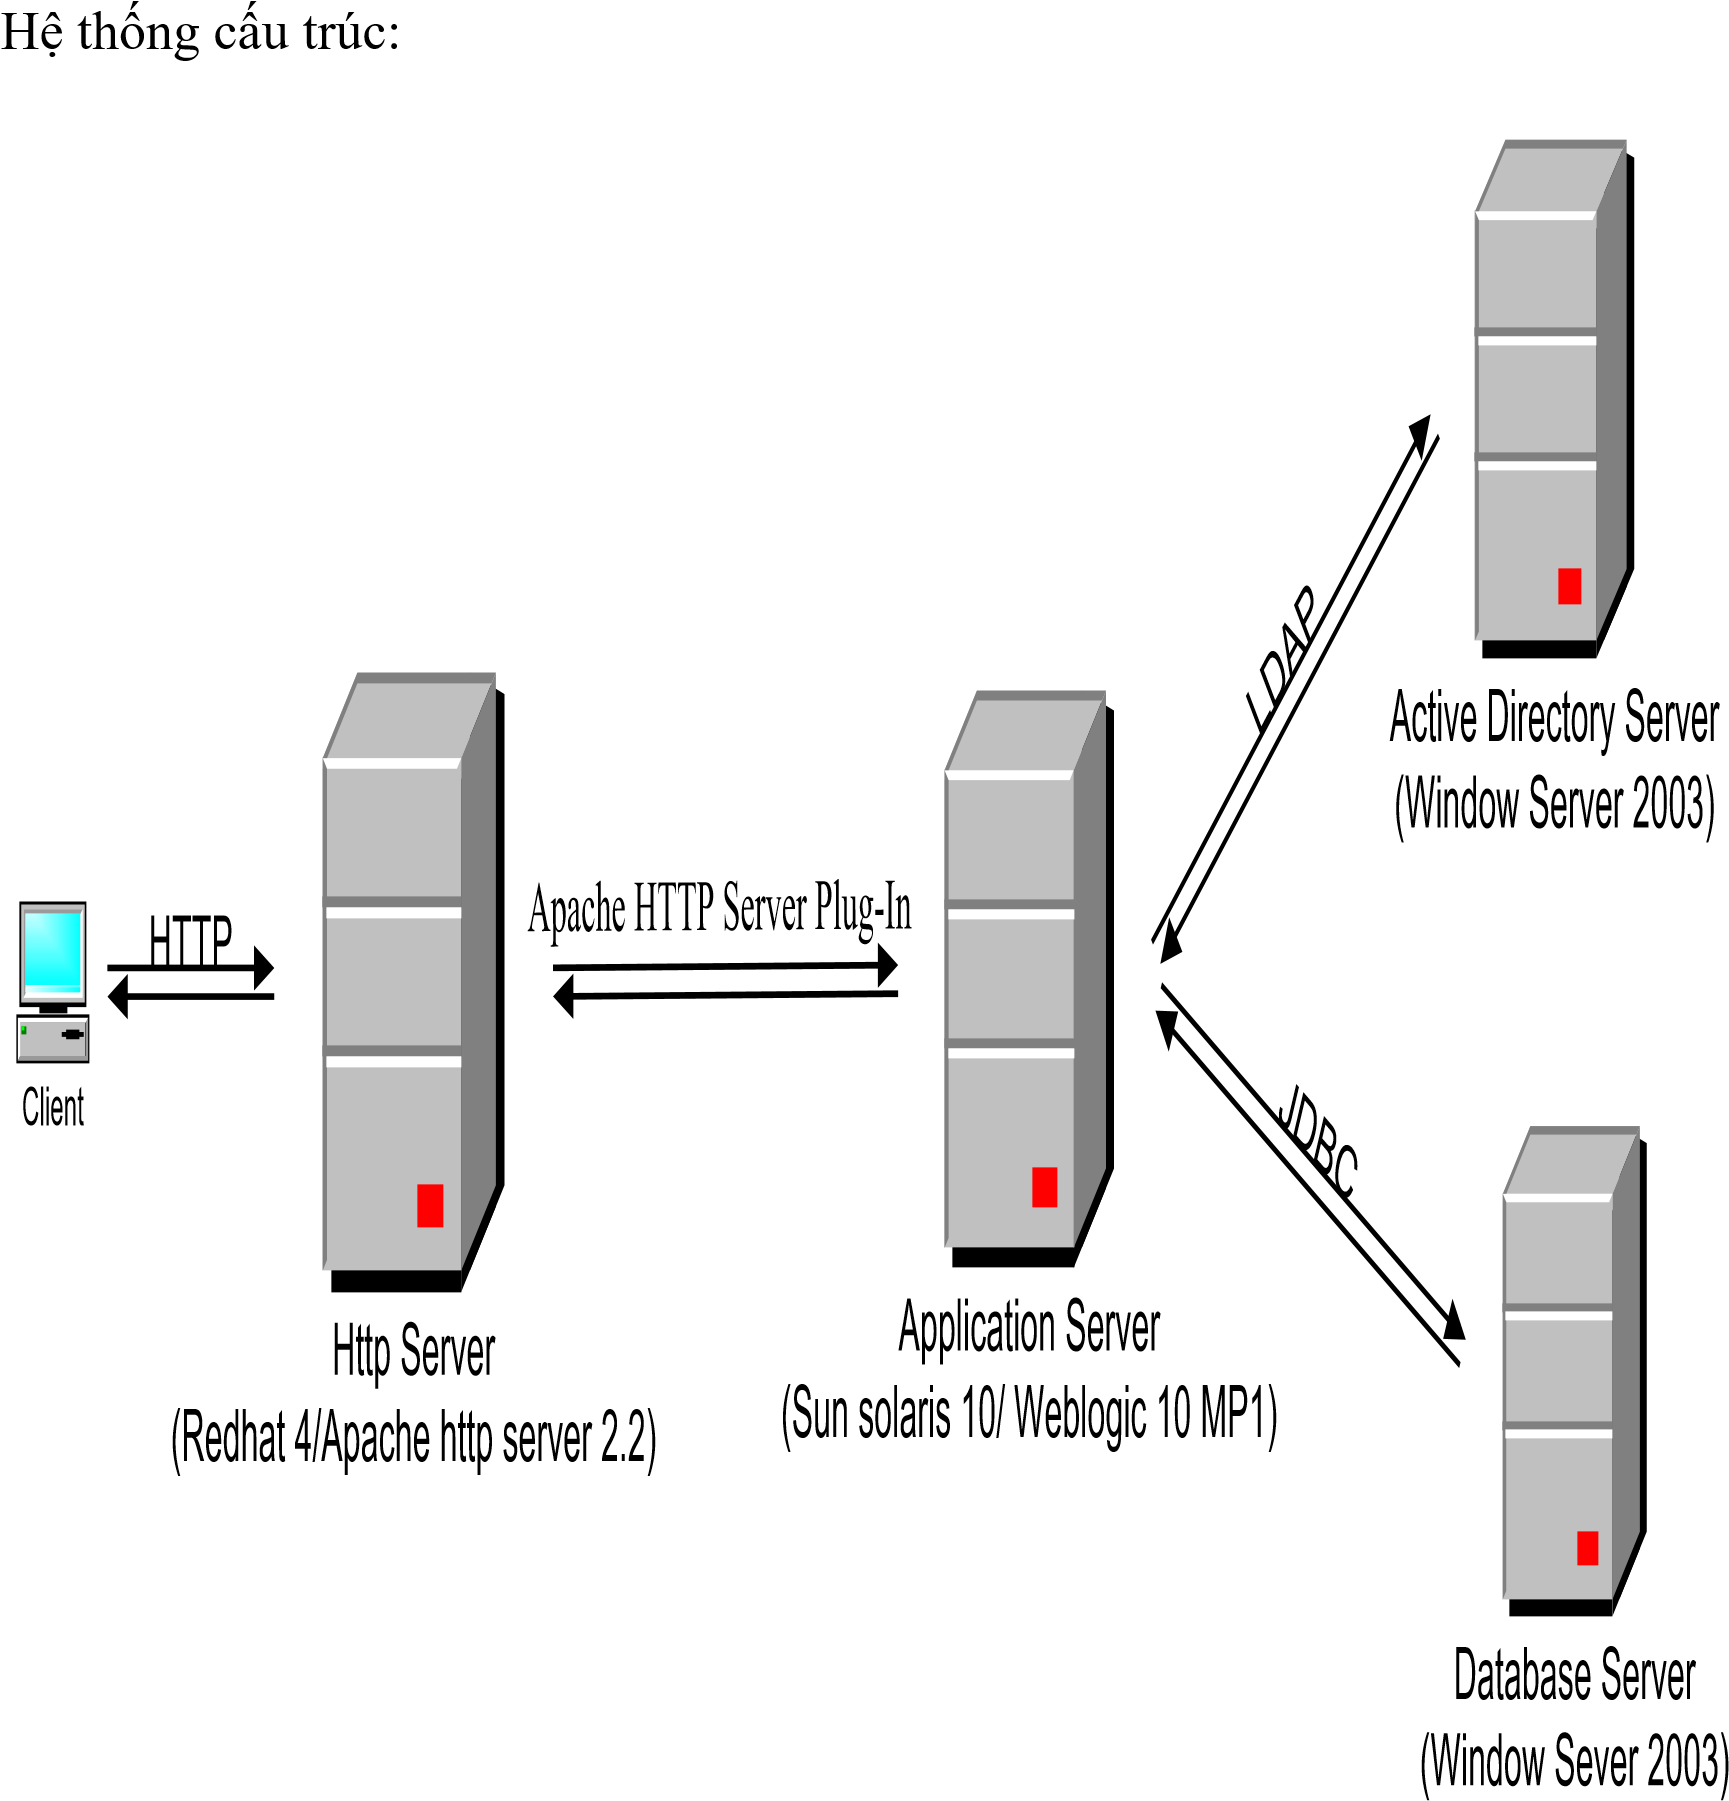 Hệ thống cấu trúc:
LDAP
Active Directory Server
(Window Server 2003)
HTTP
Apache HTTP Server Plug-In
Client
JDBC
Http Server
(Redhat 4/Apache http server 2.2)
Application Server
(Sun solaris 10/ Weblogic 10 MP1)
Database Server
(Window Sever 2003)